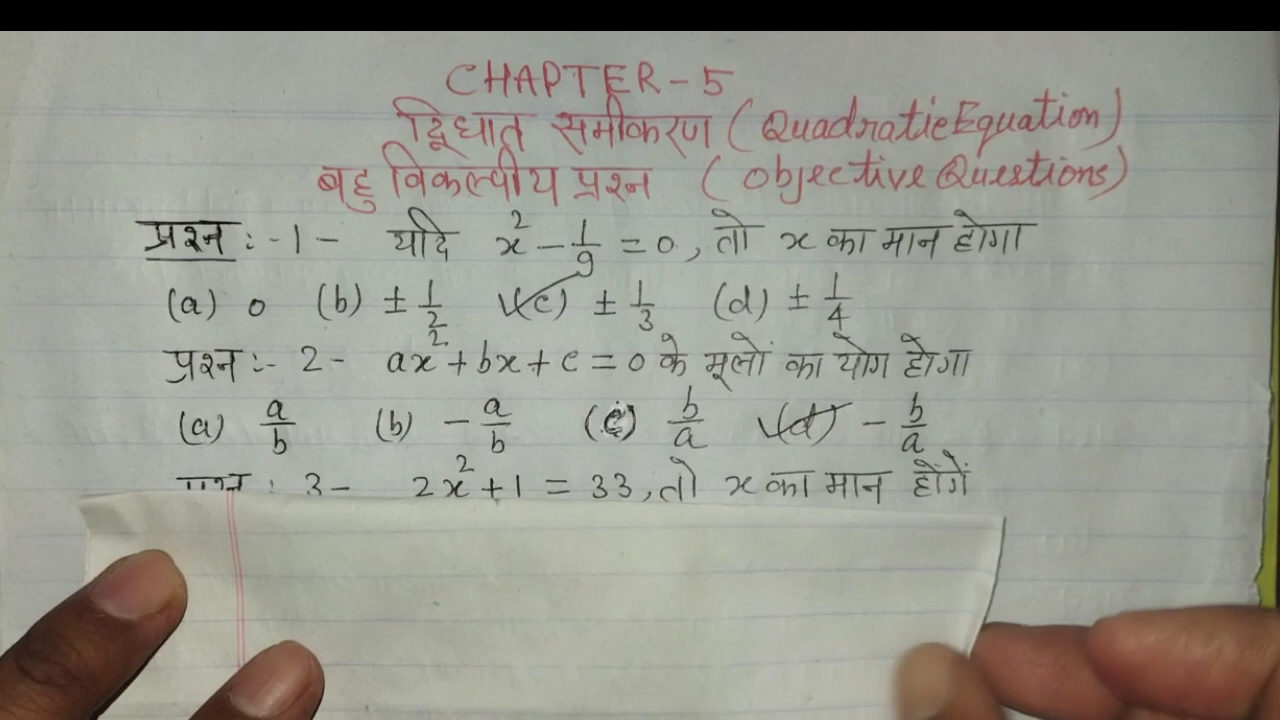 CHAPTER - 5
द्विघात समीकरण ( Quadratic Equation)
बहुविकल्पीय प्रश्न ( Objective Questions)
प्रश्न :- 1 - यदि x² - 1/9 = 0, तो x का मान होगा
(a) 0 (b) ± 1/2 (c) ± 1/3 (d) ± 1/4
प्रश्न :- 2 - ax² + bx + c = 0 के मूलों का योग होगा
(a) a/b (b) - a/b (c) b/a (d) - b/a
प्रश्न : 3 - 2x² + 1 = 33, तो x का मान होंगें